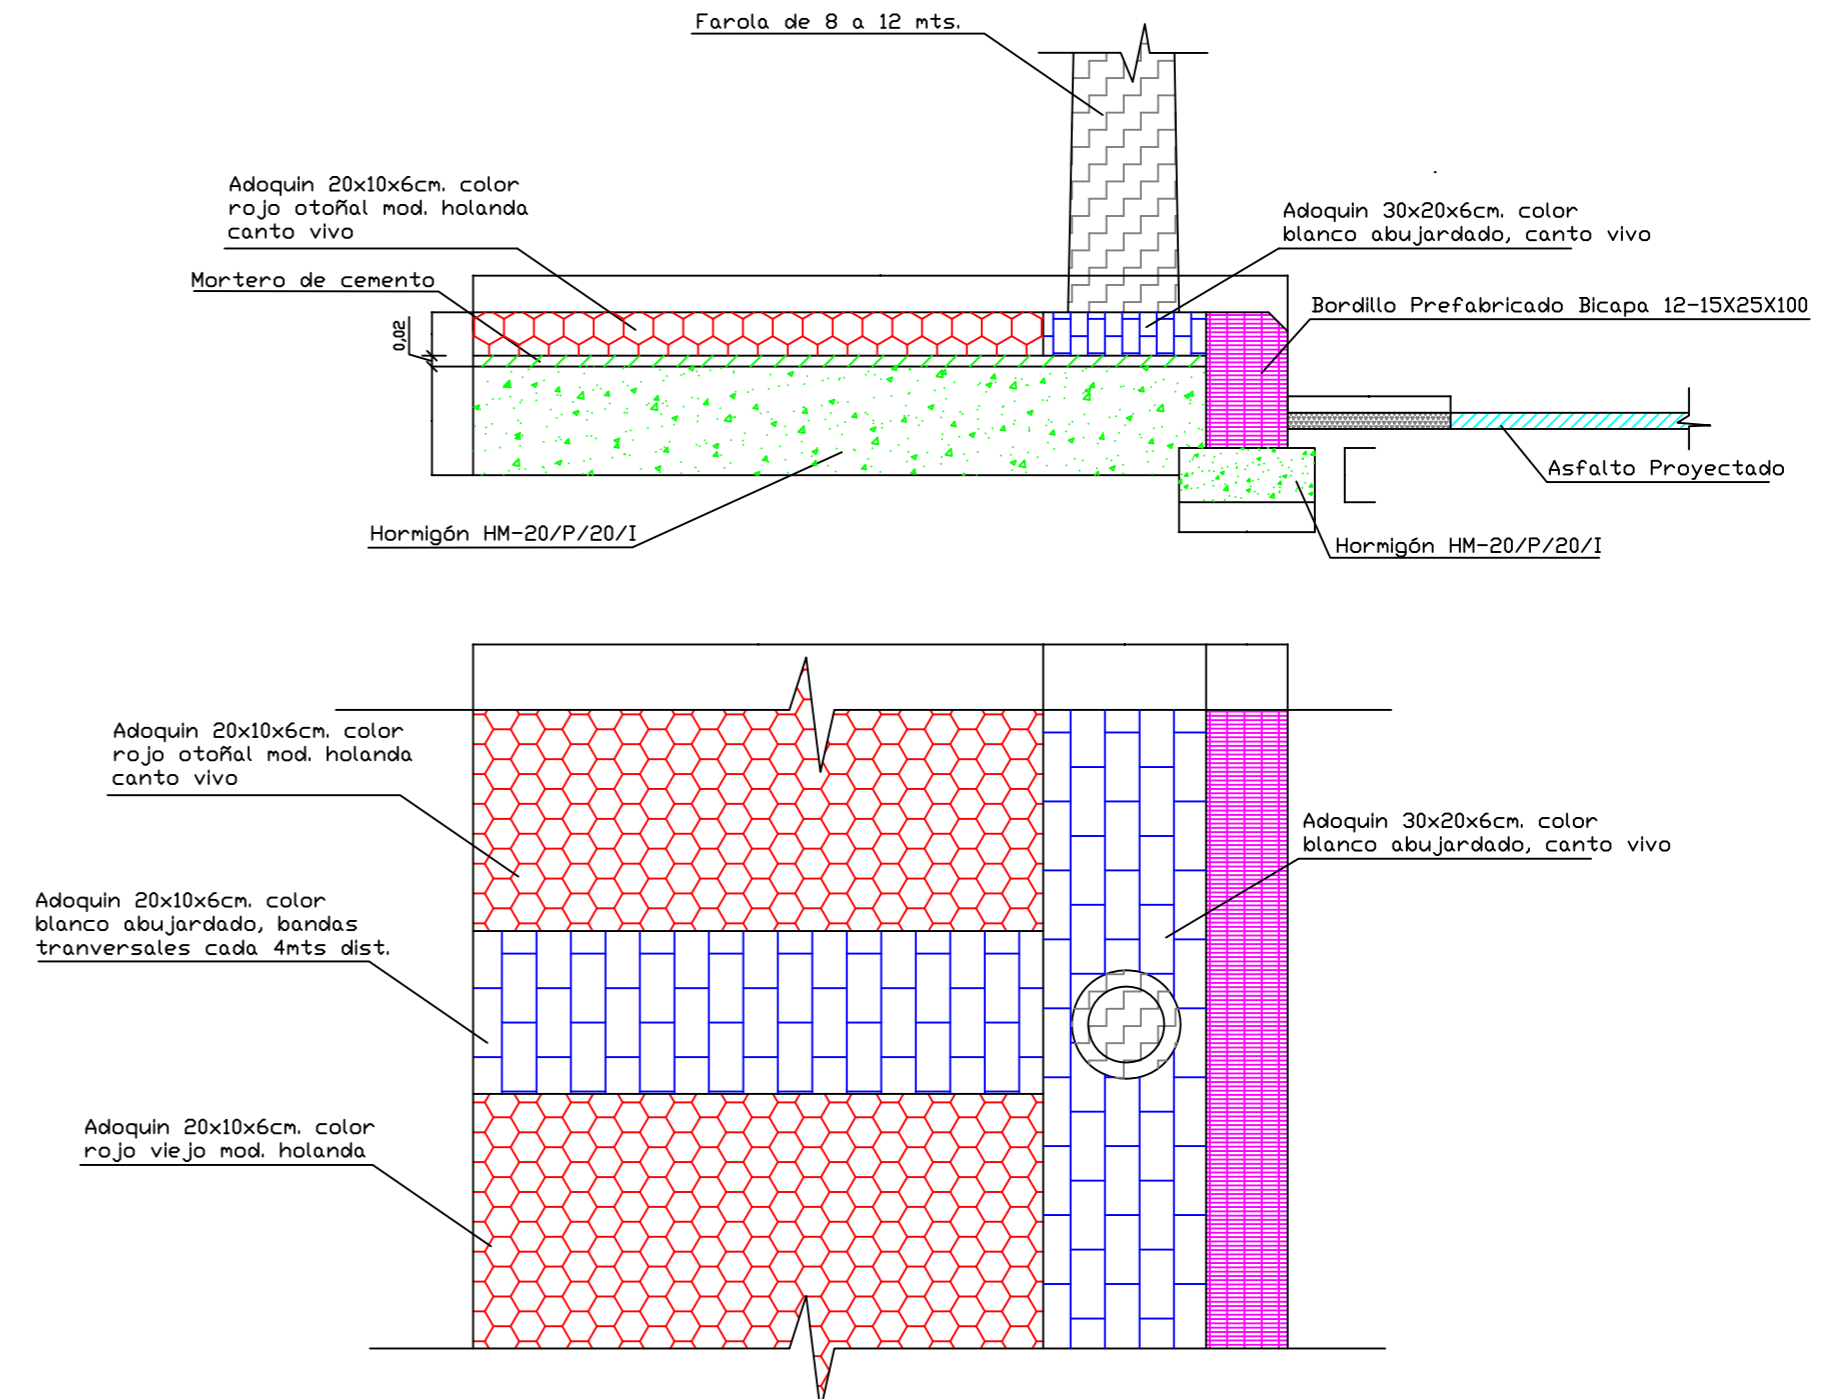 Farola de 8 a 12 mts.
Adoquin 20x10x6cm. color
rojo otoñal mod. holanda
canto vivo
Adoquin 30x20x6cm. color
blanco abujardado, canto vivo
Mortero de cemento
Bordillo Prefabricado Bicapa 12-15X25X100
0,02
Asfalto Proyectado
Hormigón HM-20/P/20/I
Hormigón HM-20/P/20/I
Adoquin 20x10x6cm. color
rojo otoñal mod. holanda
canto vivo
Adoquin 30x20x6cm. color
blanco abujardado, canto vivo
Adoquin 20x10x6cm. color
blanco abujardado, bandas
tranversales cada 4mts dist.
Adoquin 20x10x6cm. color
rojo viejo mod. holanda